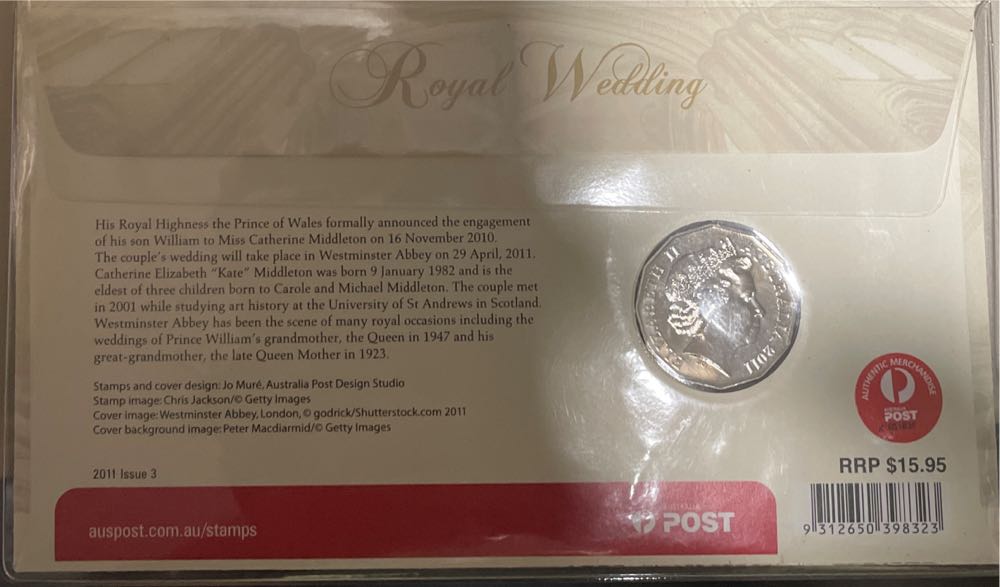 Royal Wedding
His Royal Highness the Prince of Wales formally announced the engagement
of his son William to Miss Catherine Middleton on 16 November 2010.
The couple's wedding will take place in Westminster Abbey on 29 April, 2011.
Catherine Elizabeth "Kate" Middleton was born 9 January 1982 and is the
eldest of three children born to Carole and Michael Middleton. The couple met
in 2001 while studying art history at the University of St Andrews in Scotland.
Westminster Abbey has been the scene of many royal occasions including the
weddings of Prince William's grandmother, the Queen in 1947 and his
great-grandmother, the late Queen Mother in 1923.
Stamps and cover design: Jo Muré, Australia Post Design Studio
Stamp image: Chris Jackson/© Getty Images
Cover image: Westminster Abbey, London, © godrick/Shutterstock.com 2011
Cover background image: Peter Macdiarmid/© Getty Images
2011 Issue 3
auspost.com.au/stamps
AUSTRALIA
POST
ELIZABETH II
AUSTRALIA 2011
AUTHENTIC MERCHANDISE
AUSTRALIA
POST
RRP $15.95
9 312650 398323